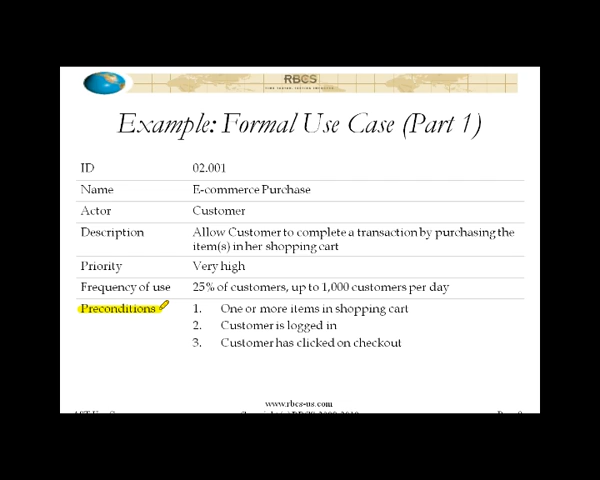 RBCS
Example: Formal Use Case (Part 1)
ID 02.001
Name E-commerce Purchase
Actor Customer
Description Allow Customer to complete a transaction by purchasing the
item(s) in her shopping cart
Priority Very high
Frequency of use 25% of customers, up to 1,000 customers per day
Preconditions 1. One or more items in shopping cart
2. Customer is logged in
3. Customer has clicked on checkout
www.rbcs-us.com